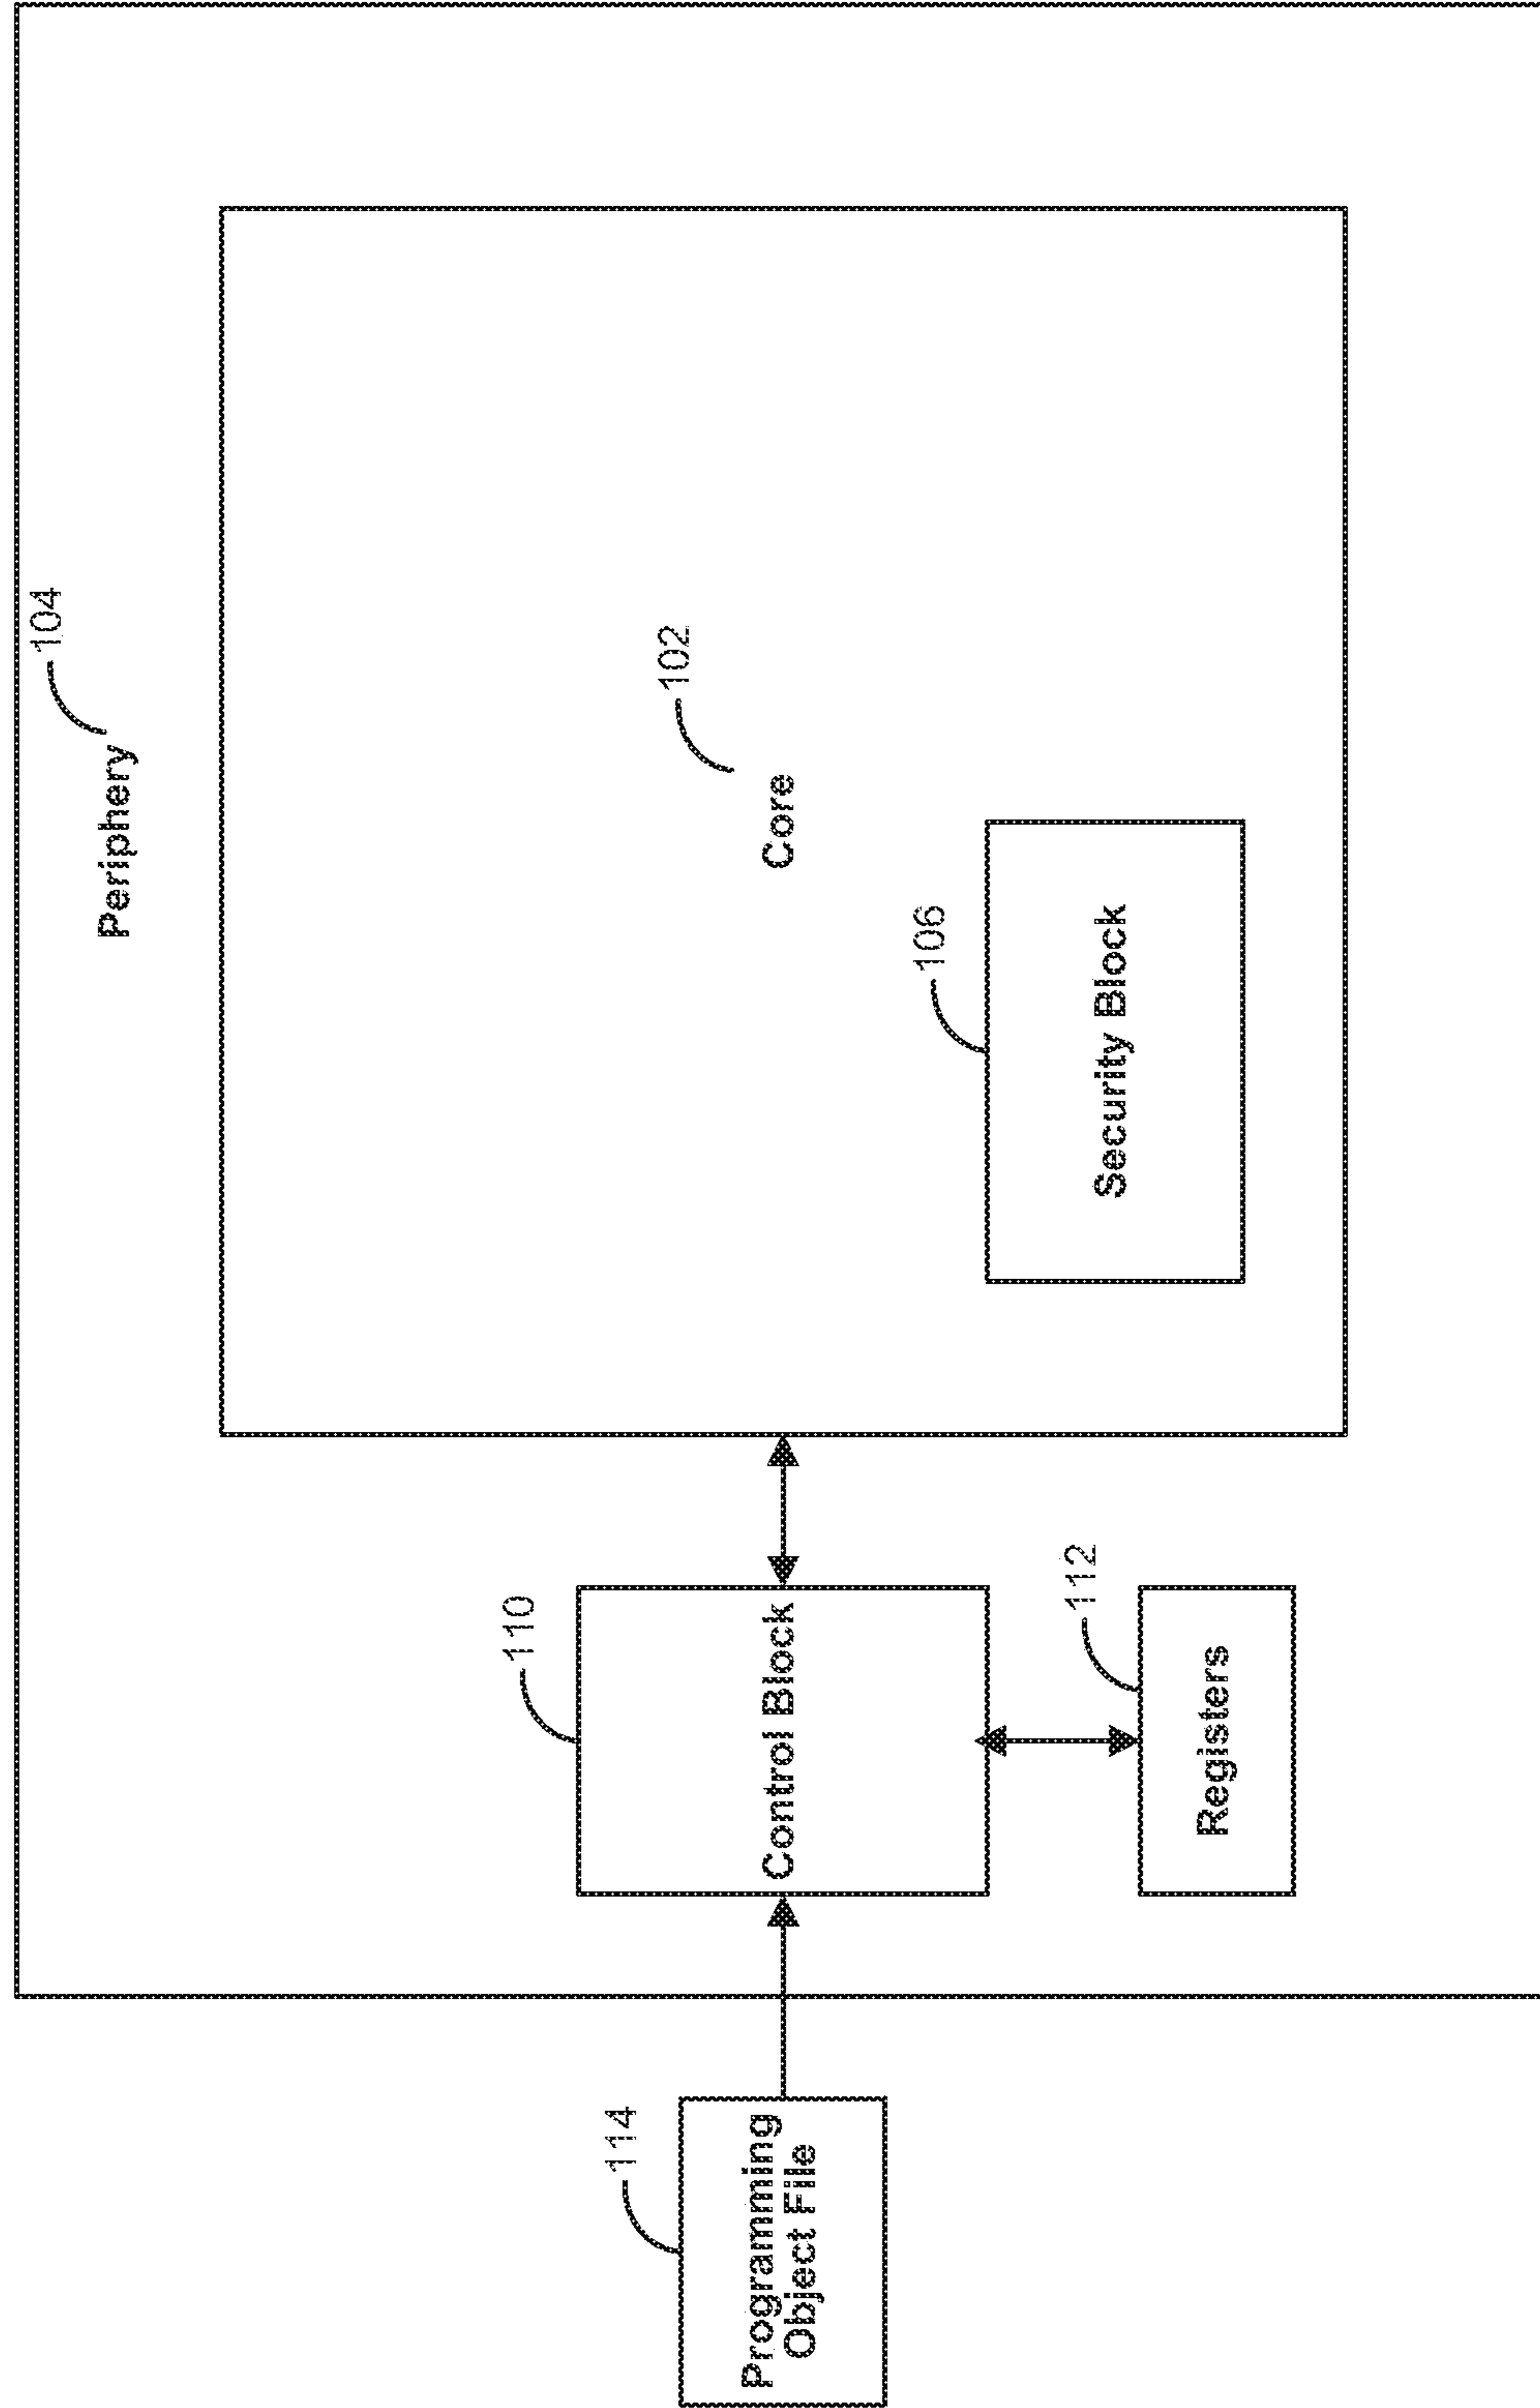 104
Periphery
102
Core
106
Security Block
110
Control Block
112
Registers
114
Programming
Object File